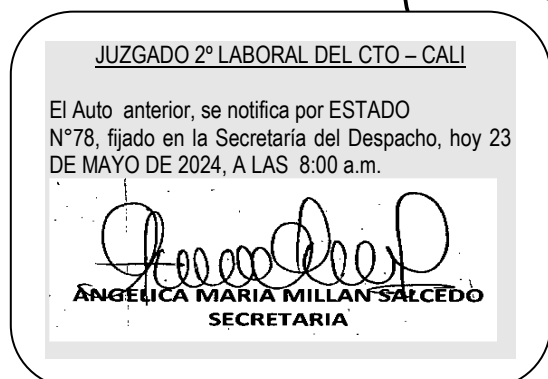 JUZGADO 2º LABORAL DEL CTO – CALI
El Auto anterior, se notifica por ESTADO
N°78, fijado en la Secretaría del Despacho, hoy 23
DE MAYO DE 2024, A LAS 8:00 a.m.
ANGELICA MARIA MILLAN SALCEDO
SECRETARIA